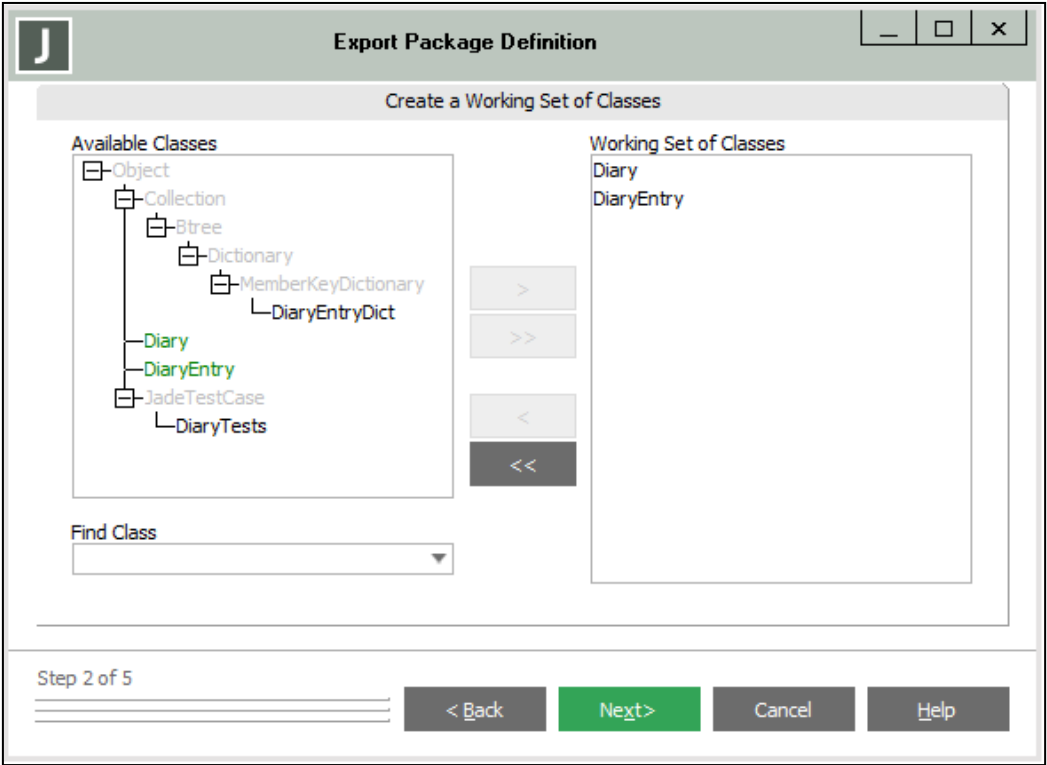 J
Export Package Definition
Create a Working Set of Classes
Available Classes
Object
Collection
Btree
Dictionary
MemberKeyDictionary
DiaryEntryDict
Diary
DiaryEntry
JadeTestCase
DiaryTests
Find Class
>
>>
<
<<
Working Set of Classes
Diary
DiaryEntry
Step 2 of 5
< Back
Next>
Cancel
Help